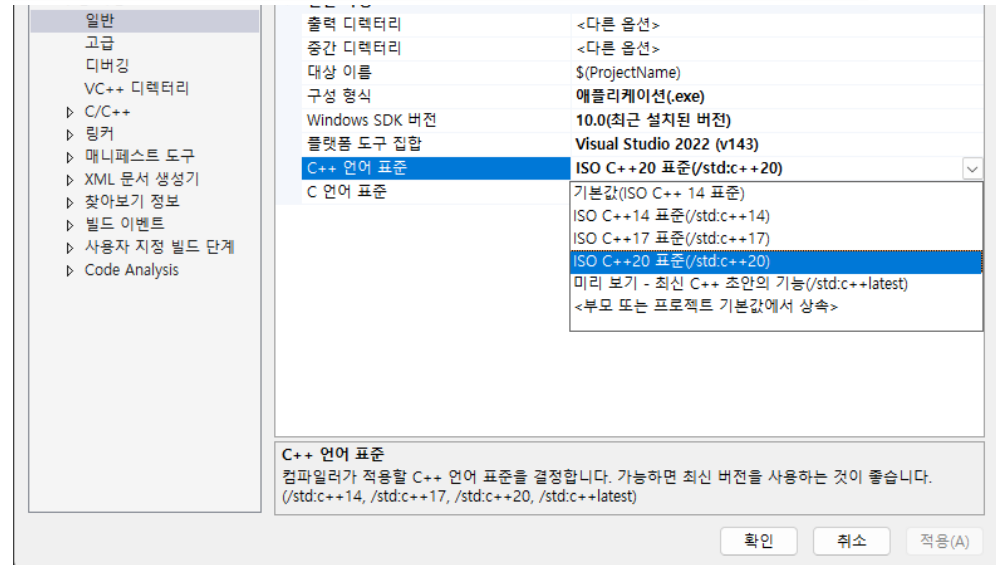 일반
고급
디버깅
VC++ 디렉터리
C/C++
링커
매니페스트 도구
XML 문서 생성기
찾아보기 정보
빌드 이벤트
사용자 지정 빌드 단계
Code Analysis
출력 디렉터리 <다른 옵션>
중간 디렉터리 <다른 옵션>
대상 이름 $(ProjectName)
구성 형식 애플리케이션(.exe)
Windows SDK 버전 10.0(최근 설치된 버전)
플랫폼 도구 집합 Visual Studio 2022 (v143)
C++ 언어 표준 ISO C++20 표준(/std:c++20)
C 언어 표준
기본값(ISO C++ 14 표준)
ISO C++14 표준(/std:c++14)
ISO C++17 표준(/std:c++17)
ISO C++20 표준(/std:c++20)
미리 보기 - 최신 C++ 초안의 기능(/std:c++latest)
<부모 또는 프로젝트 기본값에서 상속>
C++ 언어 표준
컴파일러가 적용할 C++ 언어 표준을 결정합니다. 가능하면 최신 버전을 사용하는 것이 좋습니다.
(/std:c++14, /std:c++17, /std:c++20, /std:c++latest)
확인 취소 적용(A)